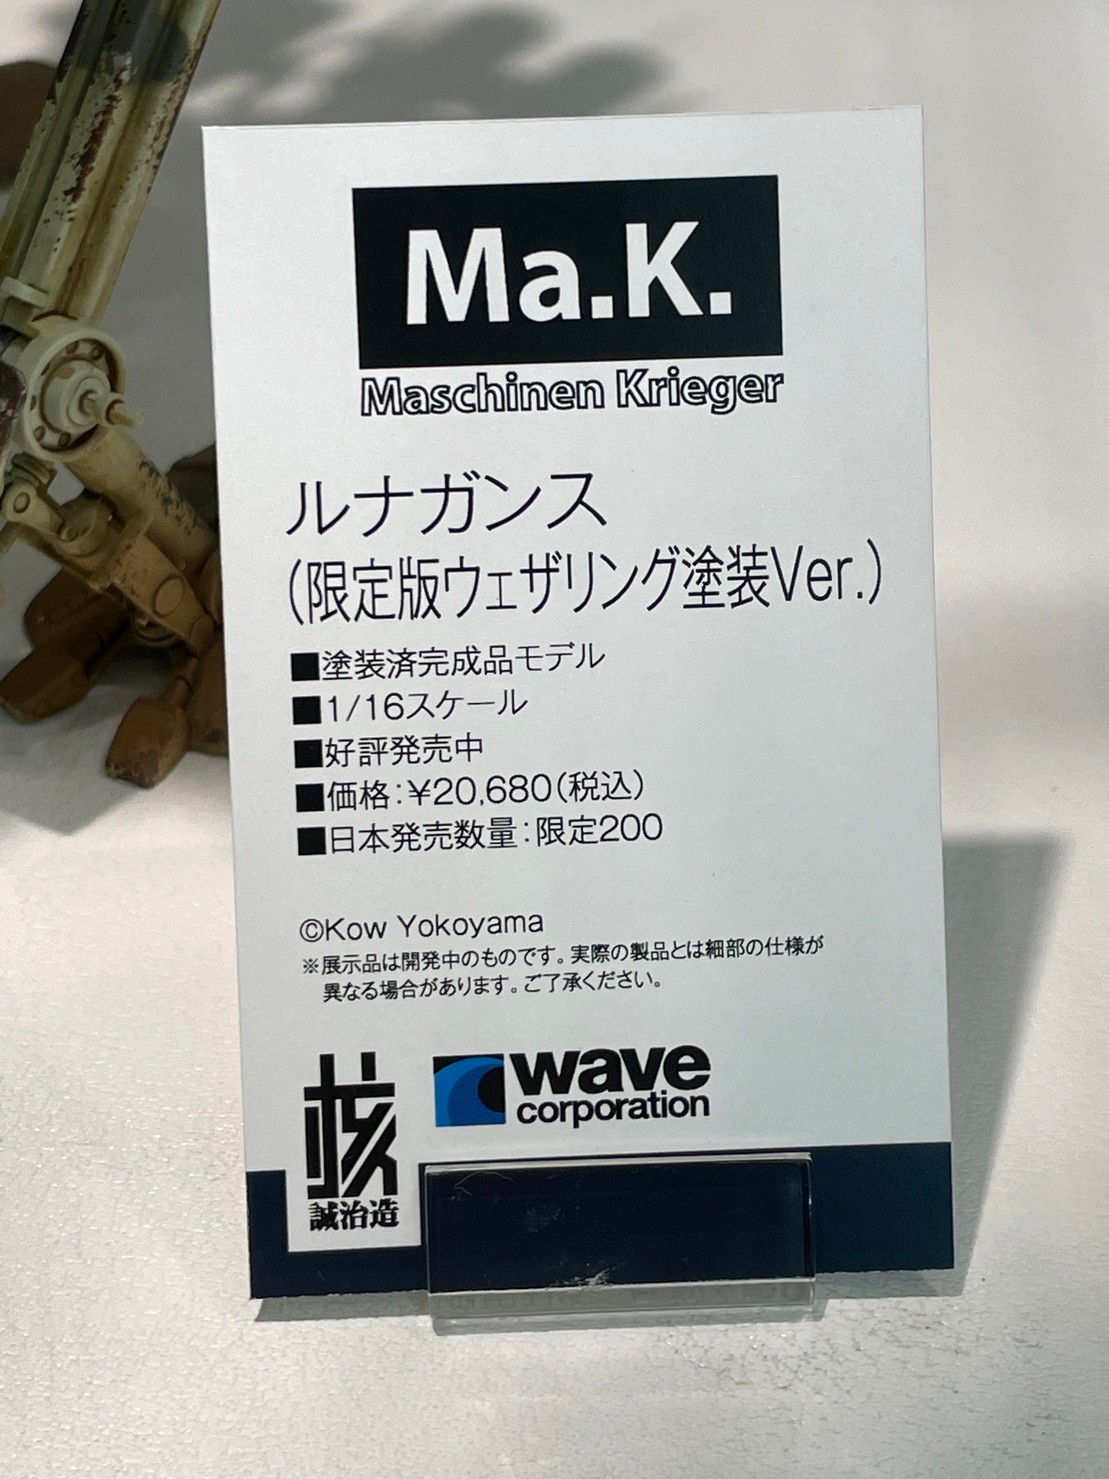 Ma.K.
Maschinen Krieger
ルナガンス
(限定版ウェザリング塗装Ver.)
■塗装済完成品モデル
■1/16スケール
■好評発売中
■価格:¥20,680(税込)
■日本発売数量:限定200
©Kow Yokoyama
※展示品は開発中のものです。実際の製品とは細部の仕様が
異なる場合があります。ご了承ください。
核
誠治造
wave
corporation